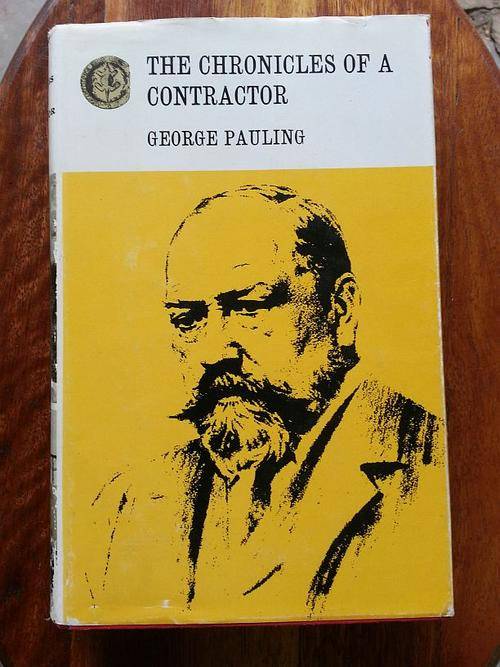 THE CHRONICLES OF A
CONTRACTOR
GEORGE PAULING